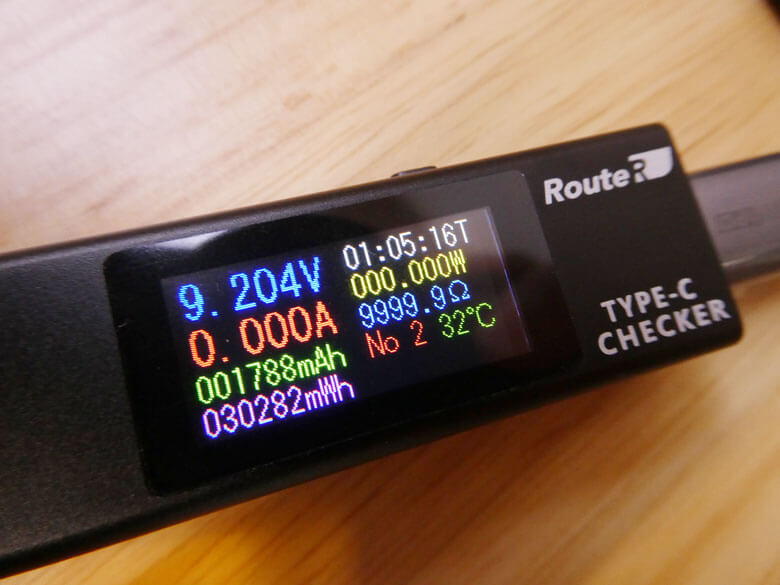 9.204V
0.000A
001788mAh
030282mWh
01:05:16T
000.000W
9999.9Ω
No 2 32℃
RouteR
TYPE-C
CHECKER